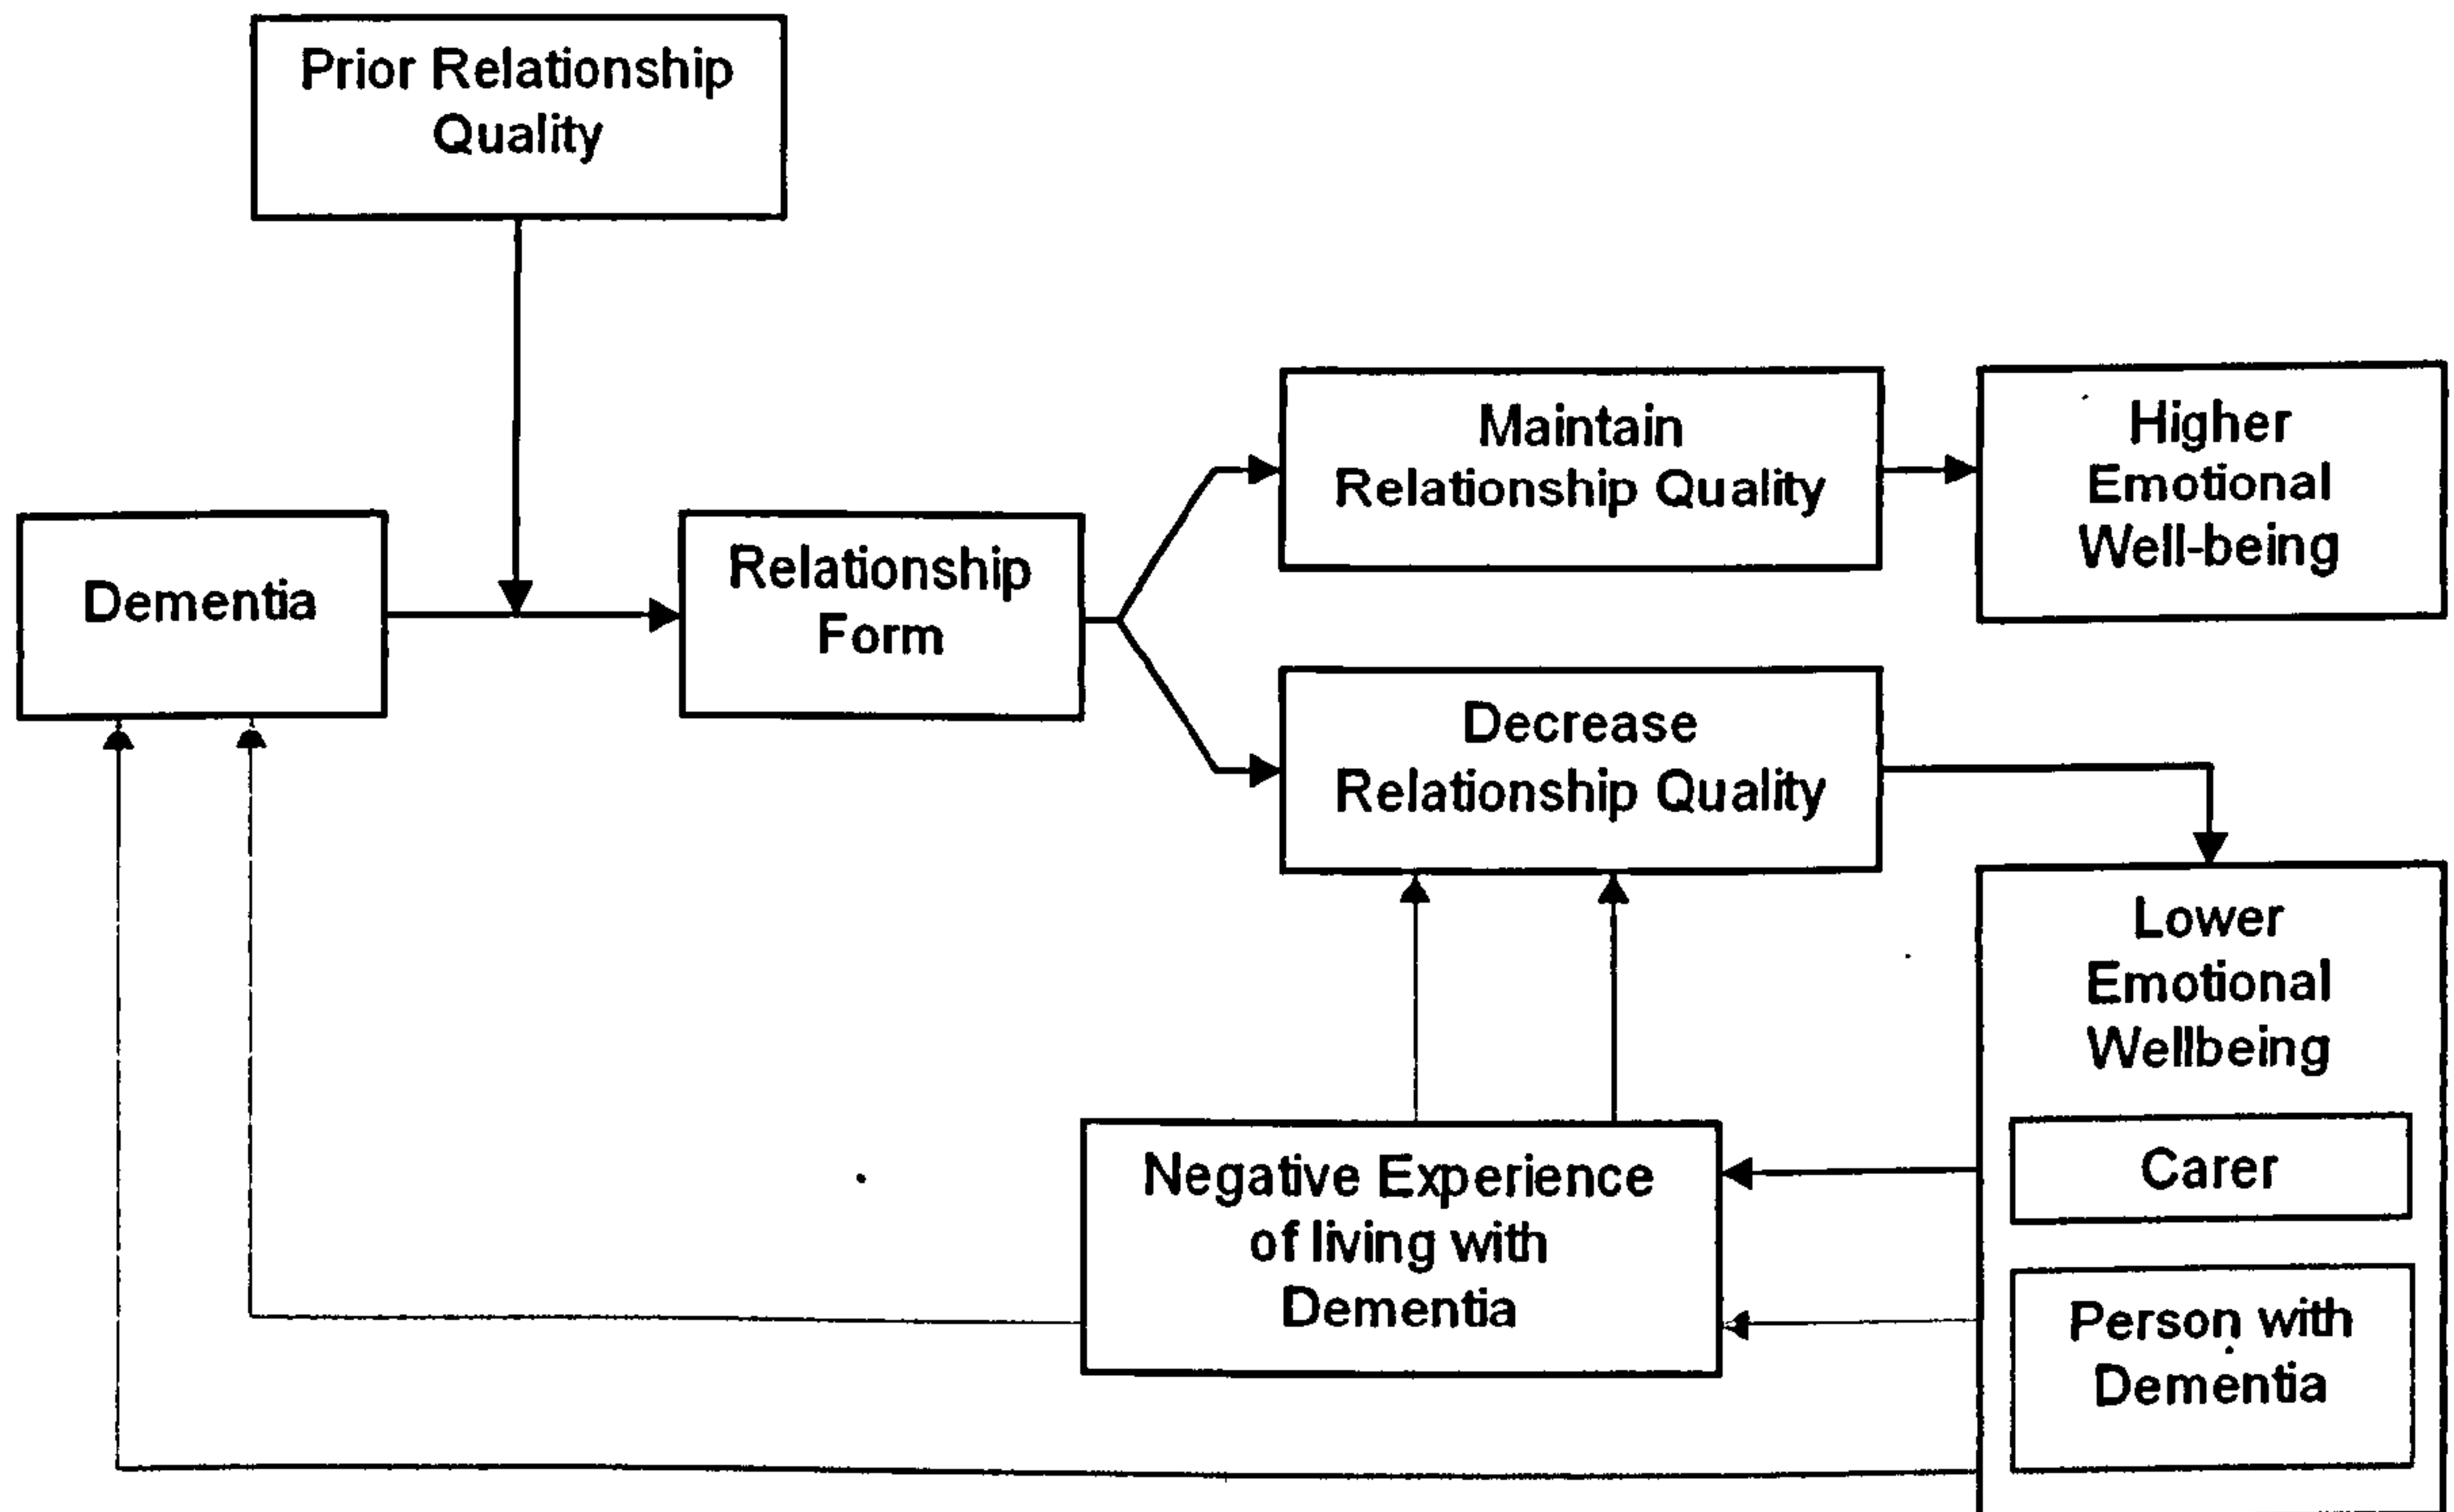 Prior Relationship
Quality
Dementia
Relationship
Form
Maintain
Relationship Quality
Higher
Emotional
Well-being
Decrease
Relationship Quality
Lower
Emotional
Wellbeing
Carer
Person with
Dementia
Negative Experience
of living with
Dementia